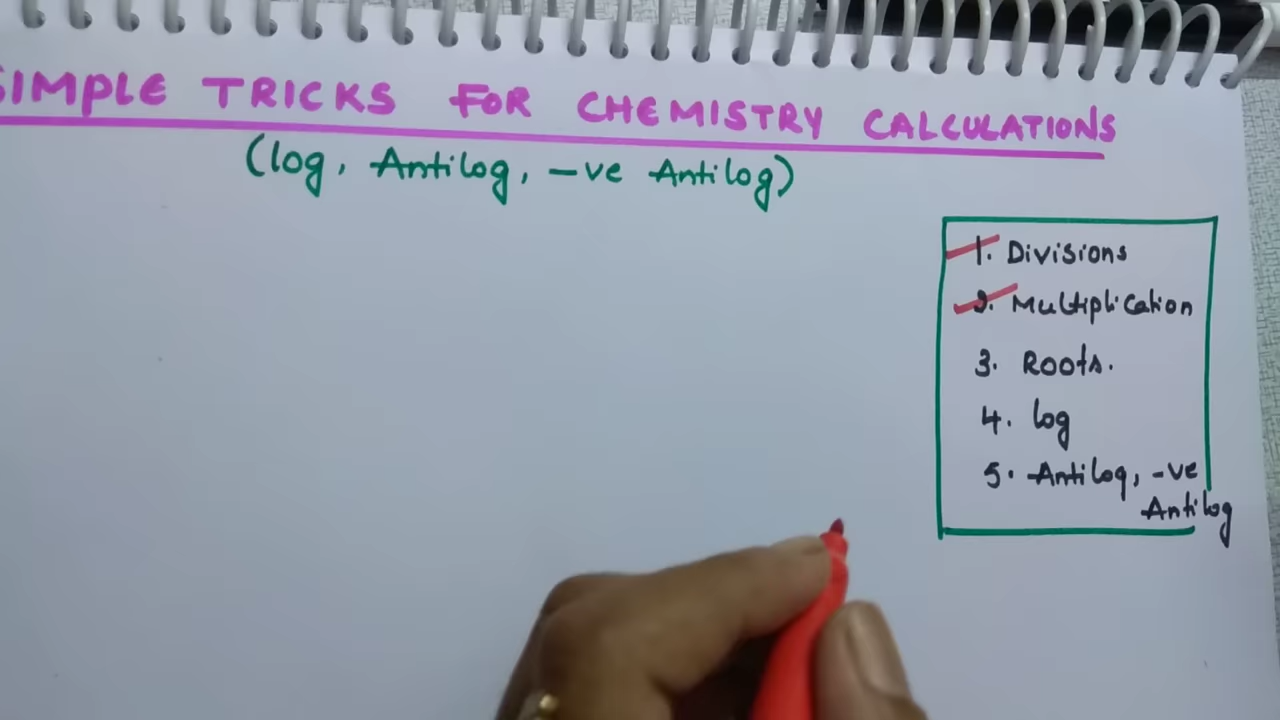 SIMPLE TRICKS FOR CHEMISTRY CALCULATIONS
(log, Antilog, -ve Antilog)
1. Divisions
2. Multiplication
3. Roots.
4. log
5. Antilog, -ve
Antilog